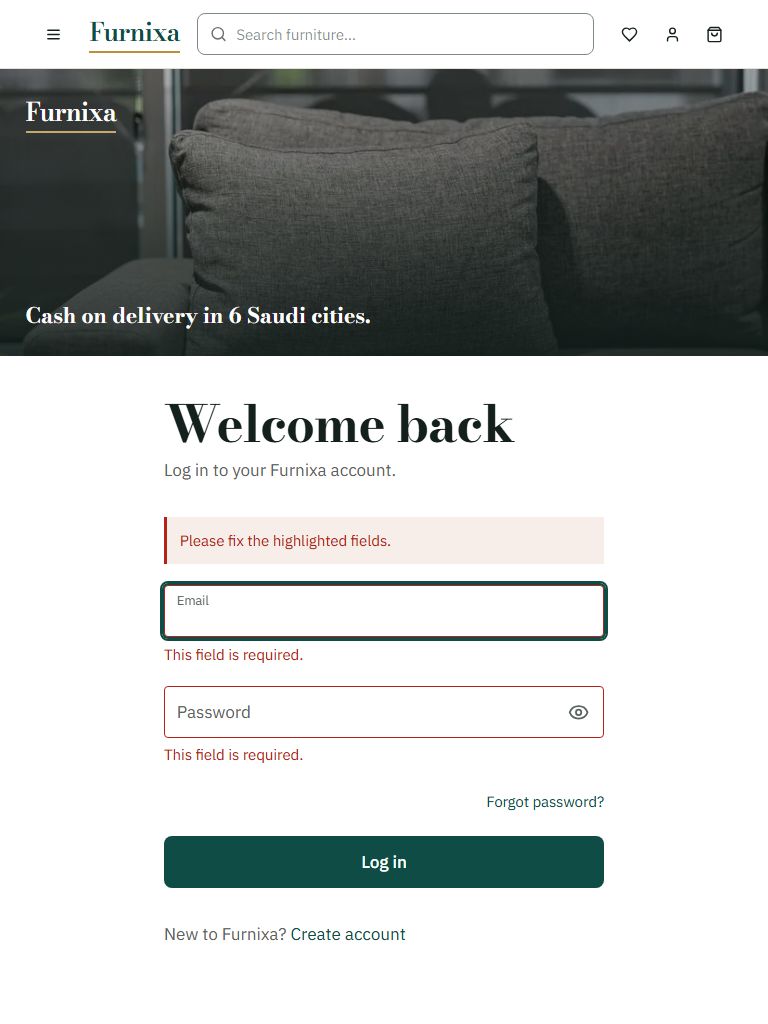 Furnixa
Search furniture...
Furnixa
Cash on delivery in 6 Saudi cities.
Welcome back
Log in to your Furnixa account.
Please fix the highlighted fields.
Email
This field is required.
Password
This field is required.
Forgot password?
Log in
New to Furnixa? Create account